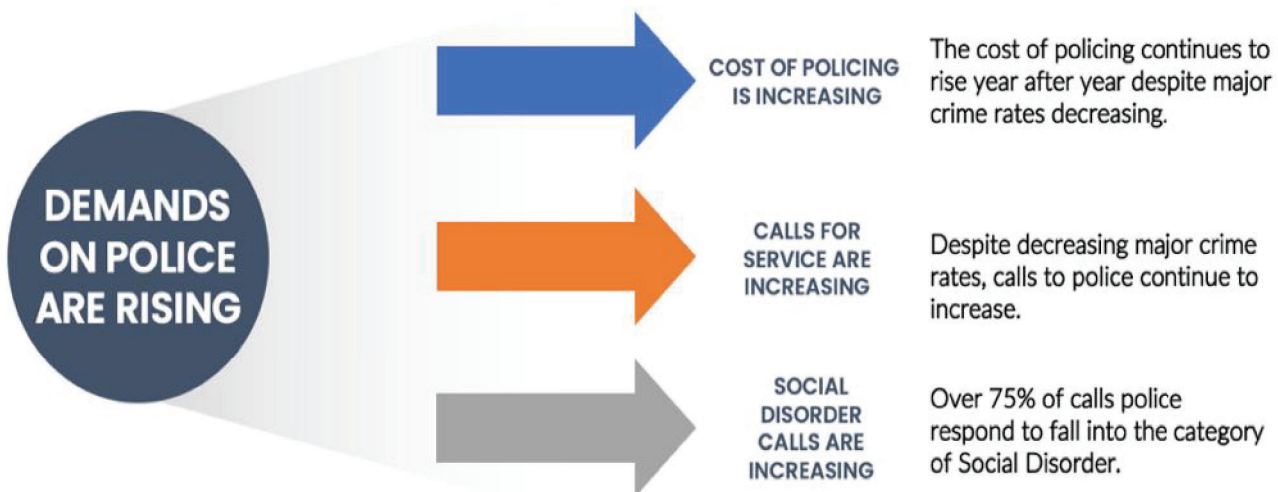 DEMANDS
ON POLICE
ARE RISING
COST OF POLICING
IS INCREASING
The cost of policing continues to
rise year after year despite major
crime rates decreasing.
CALLS FOR
SERVICE ARE
INCREASING
Despite decreasing major crime
rates, calls to police continue to
increase.
SOCIAL
DISORDER
CALLS ARE
INCREASING
Over 75% of calls police
respond to fall into the category
of Social Disorder.